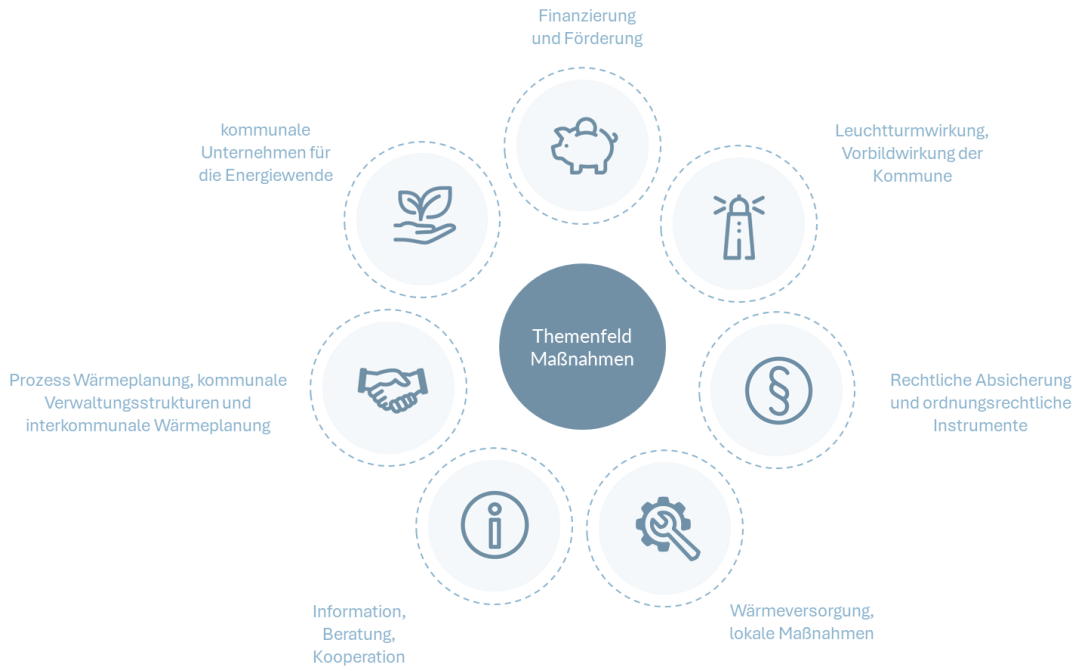 Finanzierung
und Förderung
kommunale
Unternehmen für
die Energiewende
Leuchtturmwirkung,
Vorbildwirkung der
Kommune
Themenfeld
Maßnahmen
Prozess Wärmeplanung, kommunale
Verwaltungsstrukturen und
interkommunale Wärmeplanung
Rechtliche Absicherung
und ordnungsrechtliche
Instrumente
§
i
Information,
Beratung,
Kooperation
Wärmeversorgung,
lokale Maßnahmen